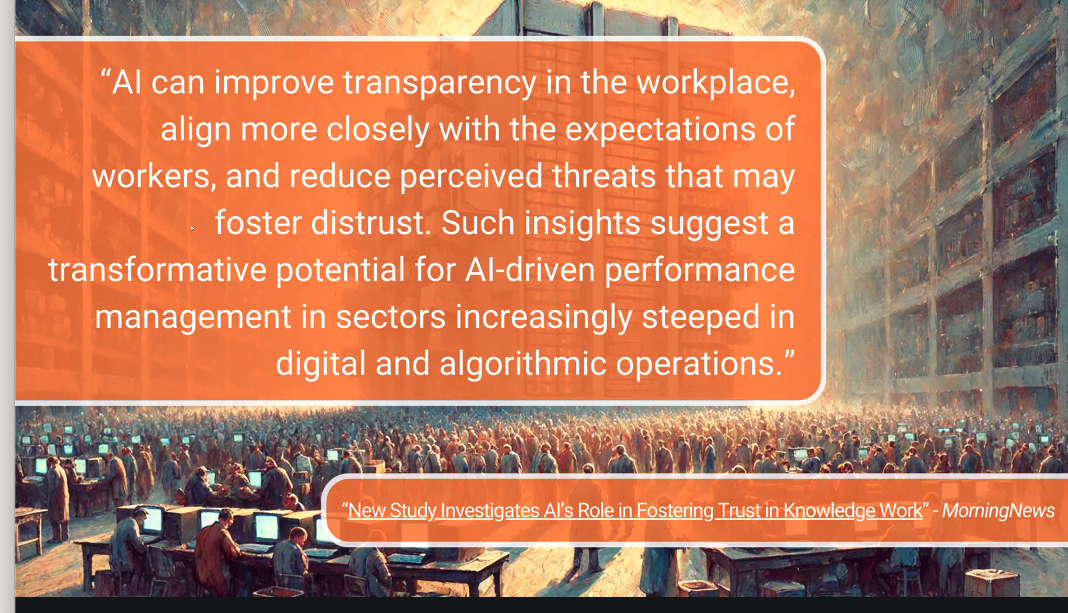 “AI can improve transparency in the workplace,
align more closely with the expectations of
workers, and reduce perceived threats that may
foster distrust. Such insights suggest a
transformative potential for AI-driven performance
management in sectors increasingly steeped in
digital and algorithmic operations.”
“New Study Investigates AI’s Role in Fostering Trust in Knowledge Work” - MorningNews